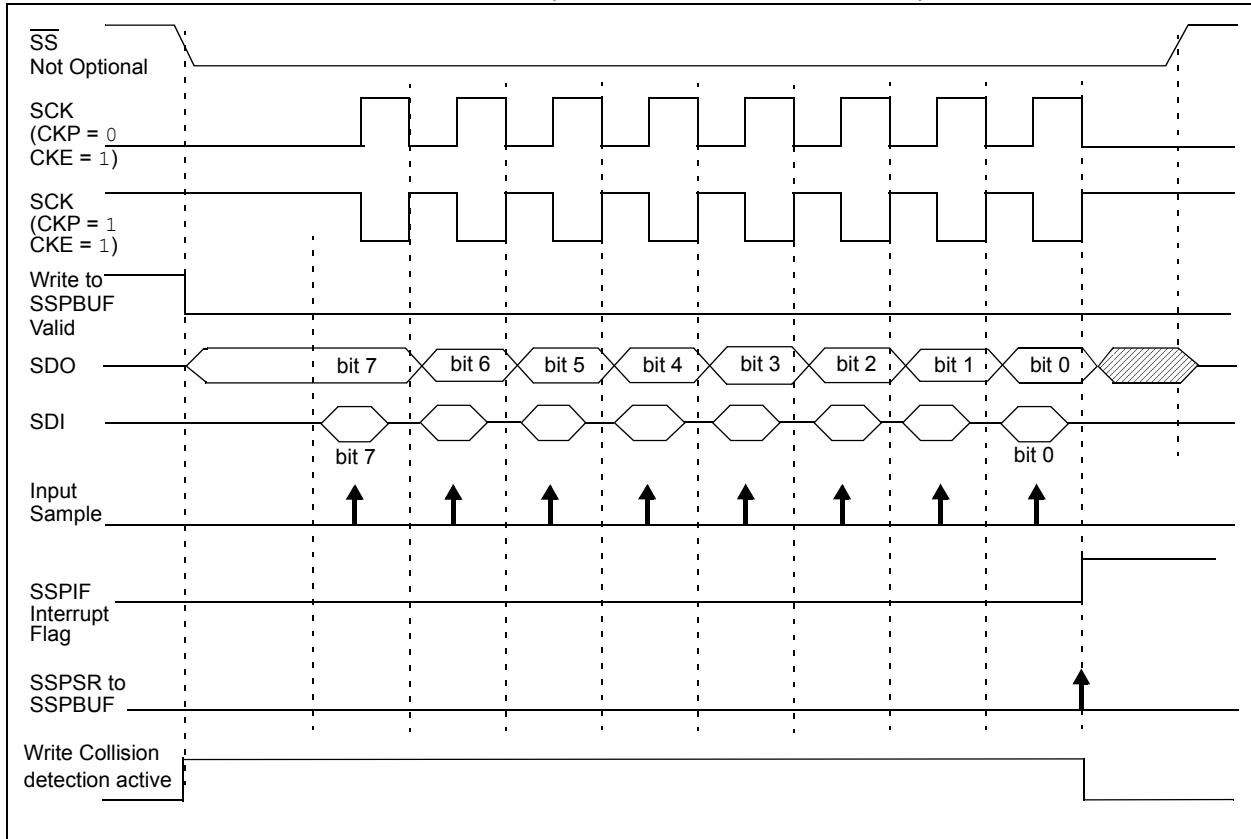 SS
Not Optional
SCK
(CKP = 0
CKE = 1)
SCK
(CKP = 1
CKE = 1)
Write to
SSPBUF
Valid
SDO
bit 7
bit 6
bit 5
bit 4
bit 3
bit 2
bit 1
bit 0
SDI
bit 7
bit 0
Input
Sample
SSPIF
Interrupt
Flag
SSPSR to
SSPBUF
Write Collision
detection active